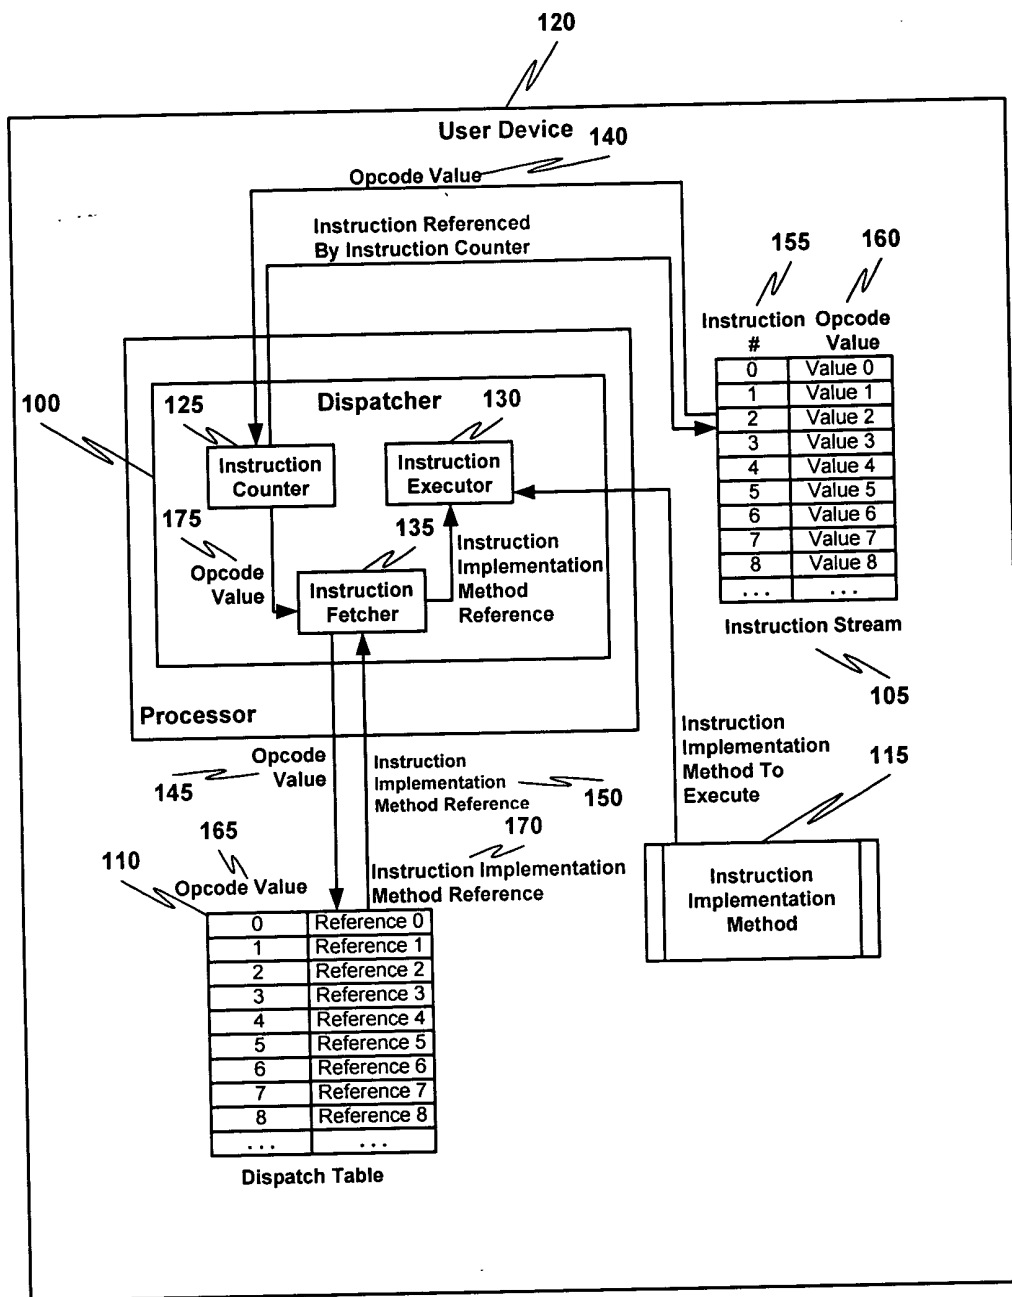 120
User Device
140
Opcode Value
Instruction Referenced
By Instruction Counter
155
160
Instruction
#
Opcode
Value
0 Value 0
1 Value 1
2 Value 2
3 Value 3
4 Value 4
5 Value 5
6 Value 6
7 Value 7
8 Value 8
... ...
Instruction Stream
105
100
Dispatcher
125
130
Instruction
Counter
Instruction
Executor
175
Opcode
Value
135
Instruction
Fetcher
Instruction
Implementation
Method
Reference
Processor
Opcode
Value
145
Instruction
Implementation
Method Reference
150
Instruction
Implementation
Method To
Execute
115
Instruction
Implementation
Method
165
170
110
Opcode Value
Instruction Implementation
Method Reference
0 Reference 0
1 Reference 1
2 Reference 2
3 Reference 3
4 Reference 4
5 Reference 5
6 Reference 6
7 Reference 7
8 Reference 8
... ...
Dispatch Table